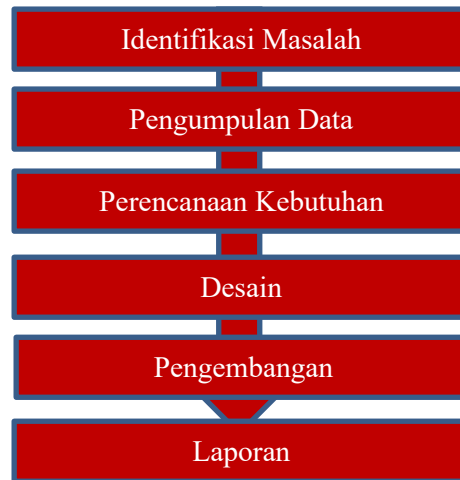 Identifikasi Masalah
Pengumpulan Data
Perencanaan Kebutuhan
Desain
Pengembangan
Laporan